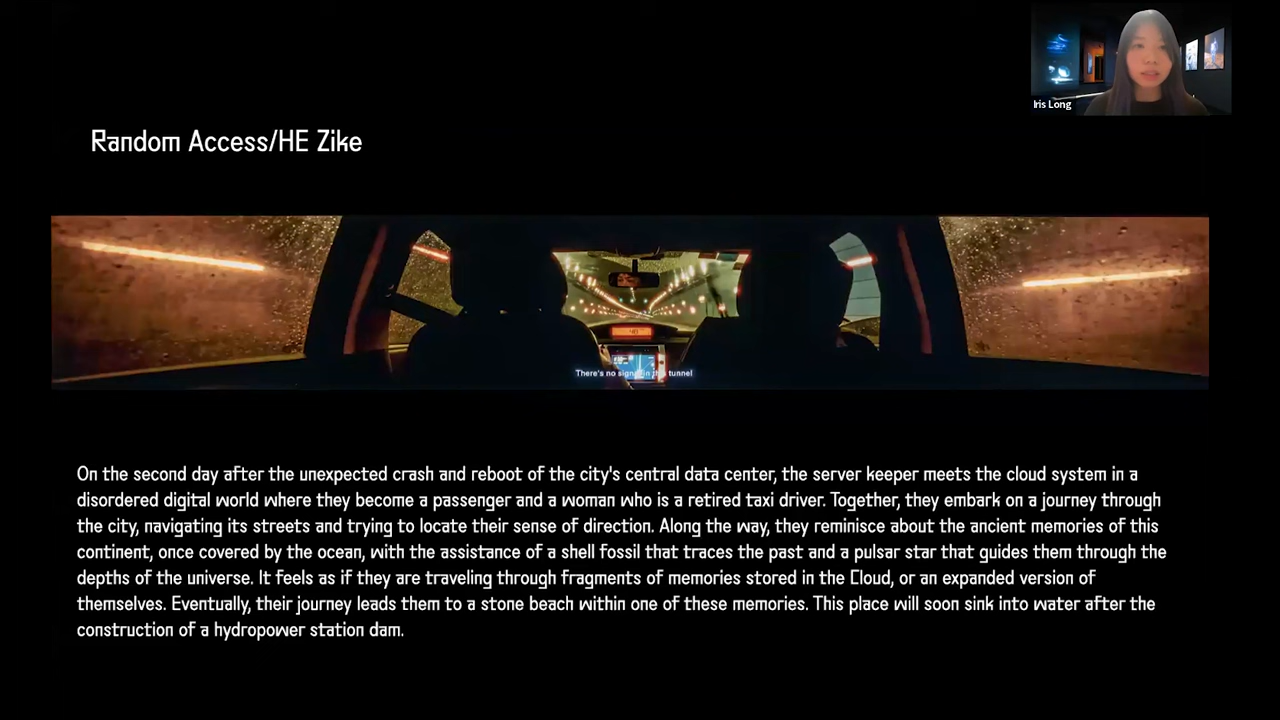 Iris Long
Random Access/HE Zike
There's no signal in this tunnel
On the second day after the unexpected crash and reboot of the city's central data center, the server keeper meets the cloud system in a
disordered digital world where they become a passenger and a woman who is a retired taxi driver. Together, they embark on a journey through
the city, navigating its streets and trying to locate their sense of direction. Along the way, they reminisce about the ancient memories of this
continent, once covered by the ocean, with the assistance of a shell fossil that traces the past and a pulsar star that guides them through the
depths of the universe. It feels as if they are traveling through fragments of memories stored in the Cloud, or an expanded version of
themselves. Eventually, their journey leads them to a stone beach within one of these memories. This place will soon sink into water after the
construction of a hydropower station dam.